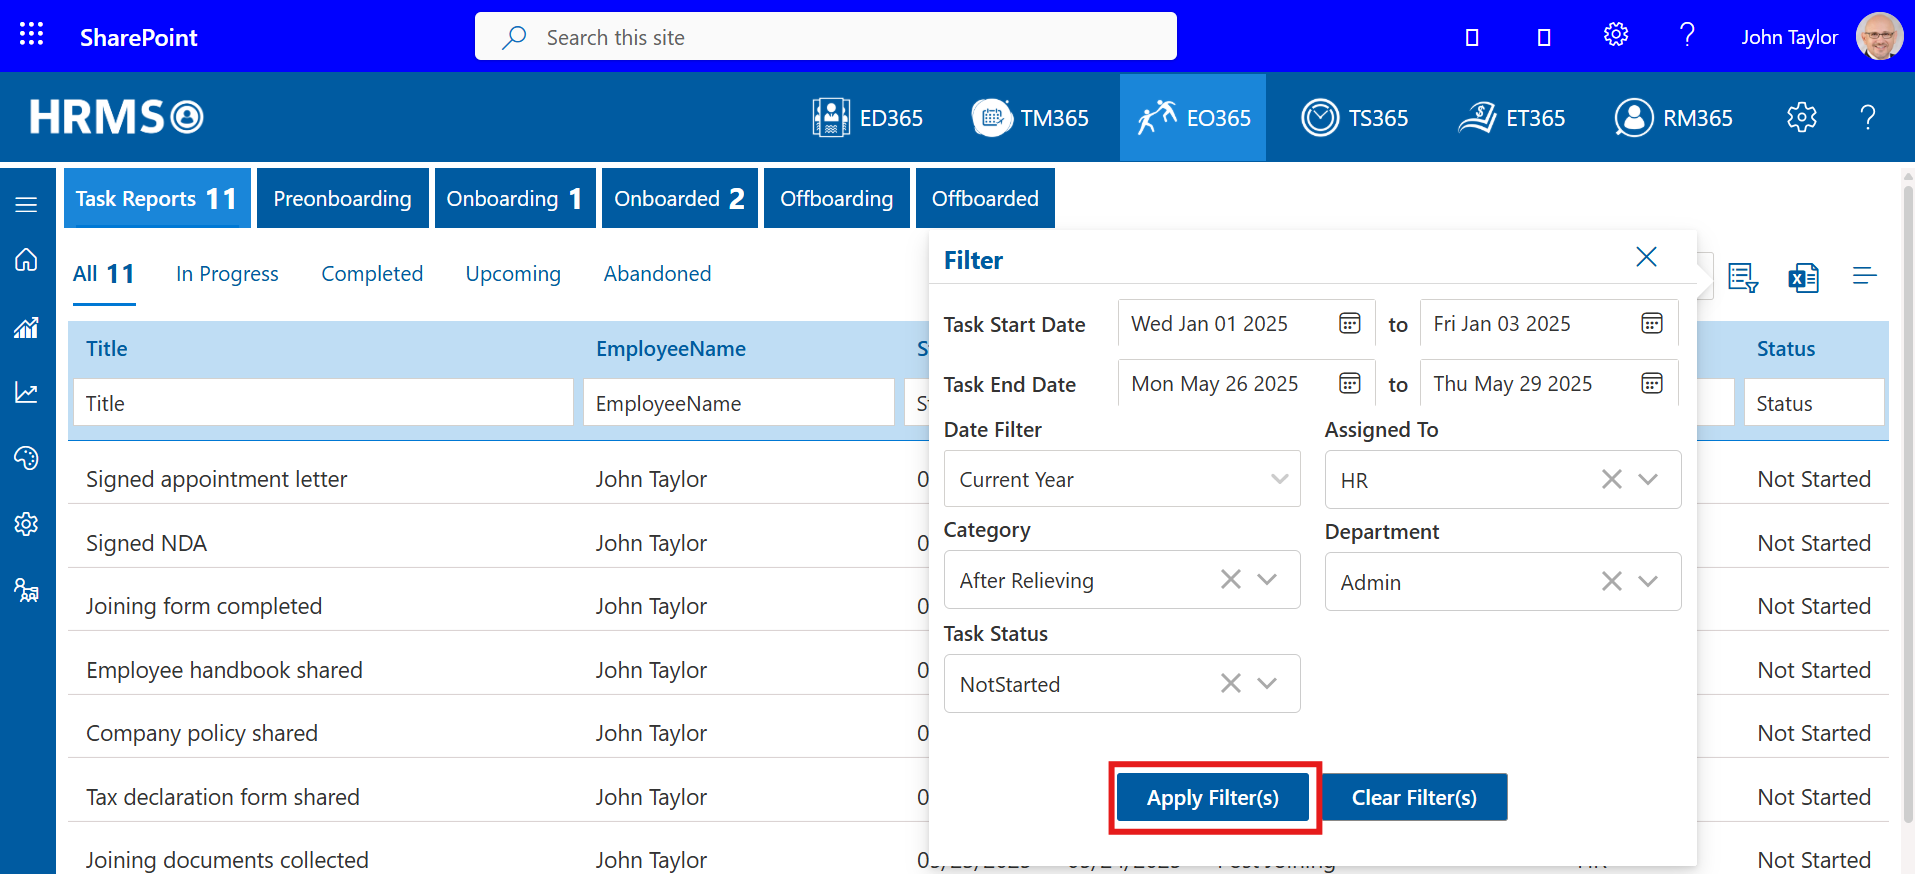 SharePoint
Search this site
John Taylor
HRMS
ED365
TM365
EO365
TS365
ET365
RM365
Task Reports 11
Preonboarding
Onboarding 1
Onboarded 2
Offboarding
Offboarded
All 11
In Progress
Completed
Upcoming
Abandoned
Filter
Task Start Date
Wed Jan 01 2025
to
Fri Jan 03 2025
Task End Date
Mon May 26 2025
to
Thu May 29 2025
Date Filter
Assigned To
Current Year
HR
Category
Department
After Relieving
Admin
Task Status
NotStarted
Apply Filter(s)
Clear Filter(s)
Title
EmployeeName
Status
Title
EmployeeName
Status
Signed appointment letter
John Taylor
0
Not Started
Signed NDA
John Taylor
0
Not Started
Joining form completed
John Taylor
0
Not Started
Employee handbook shared
John Taylor
0
Not Started
Company policy shared
John Taylor
0
Not Started
Tax declaration form shared
John Taylor
0
Not Started
Joining documents collected
John Taylor
Not Started